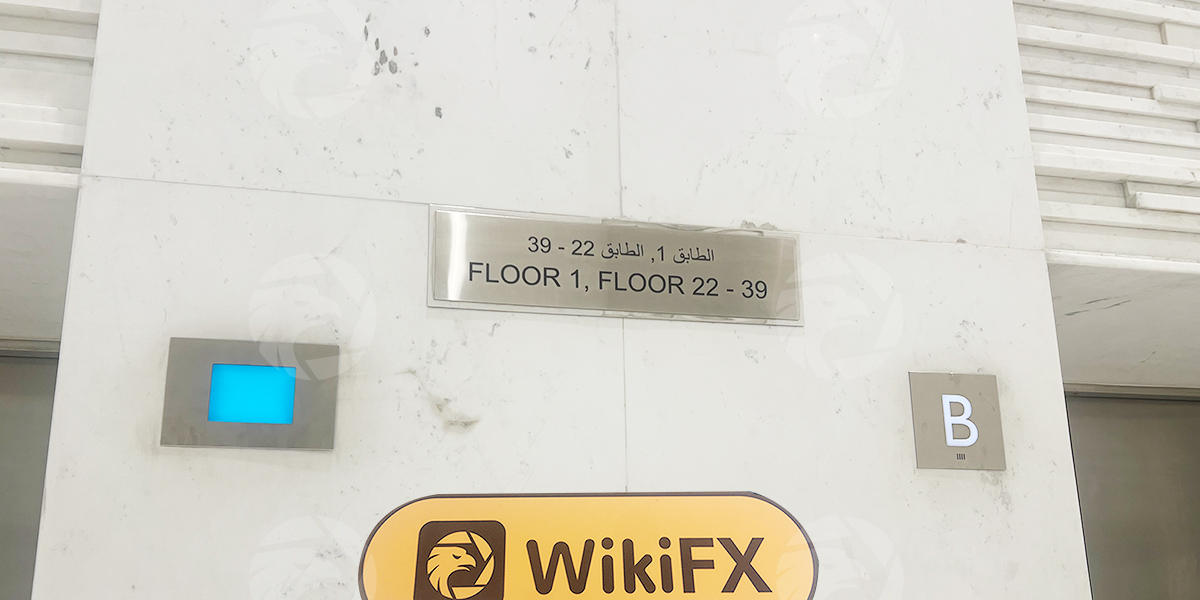 الطابق 1, الطابق 22 - 39
FLOOR 1, FLOOR 22 - 39
B
WikiFX